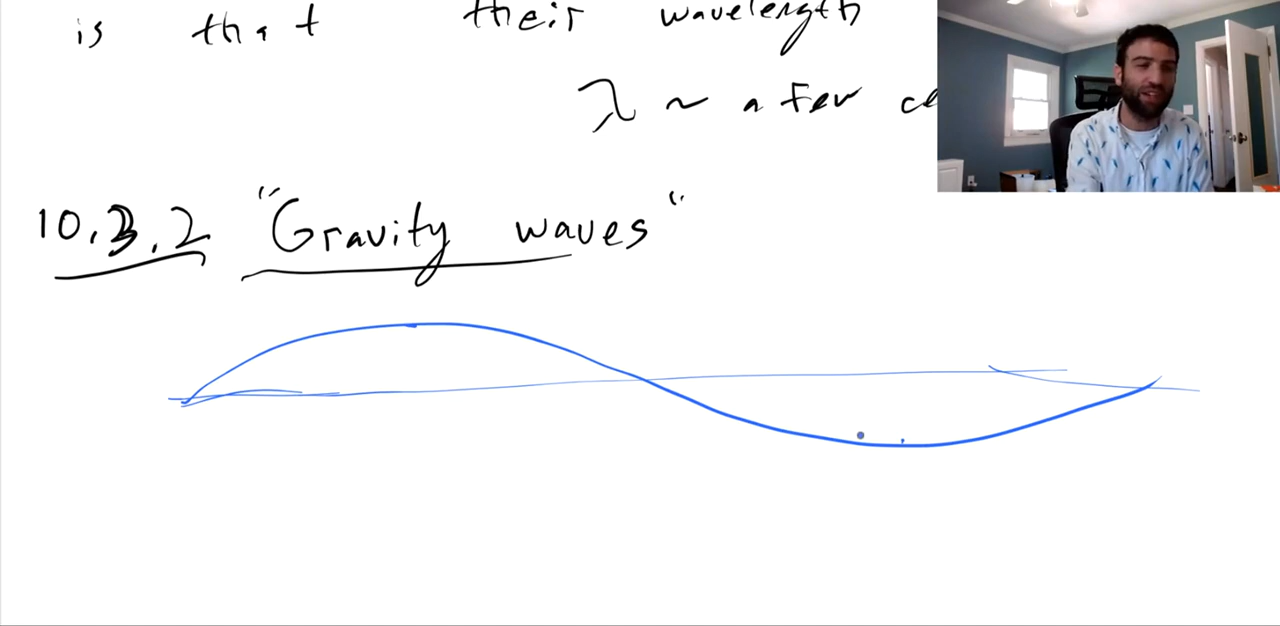 is that their wavelength
λ ~ a few
10.3.2 "Gravity waves"